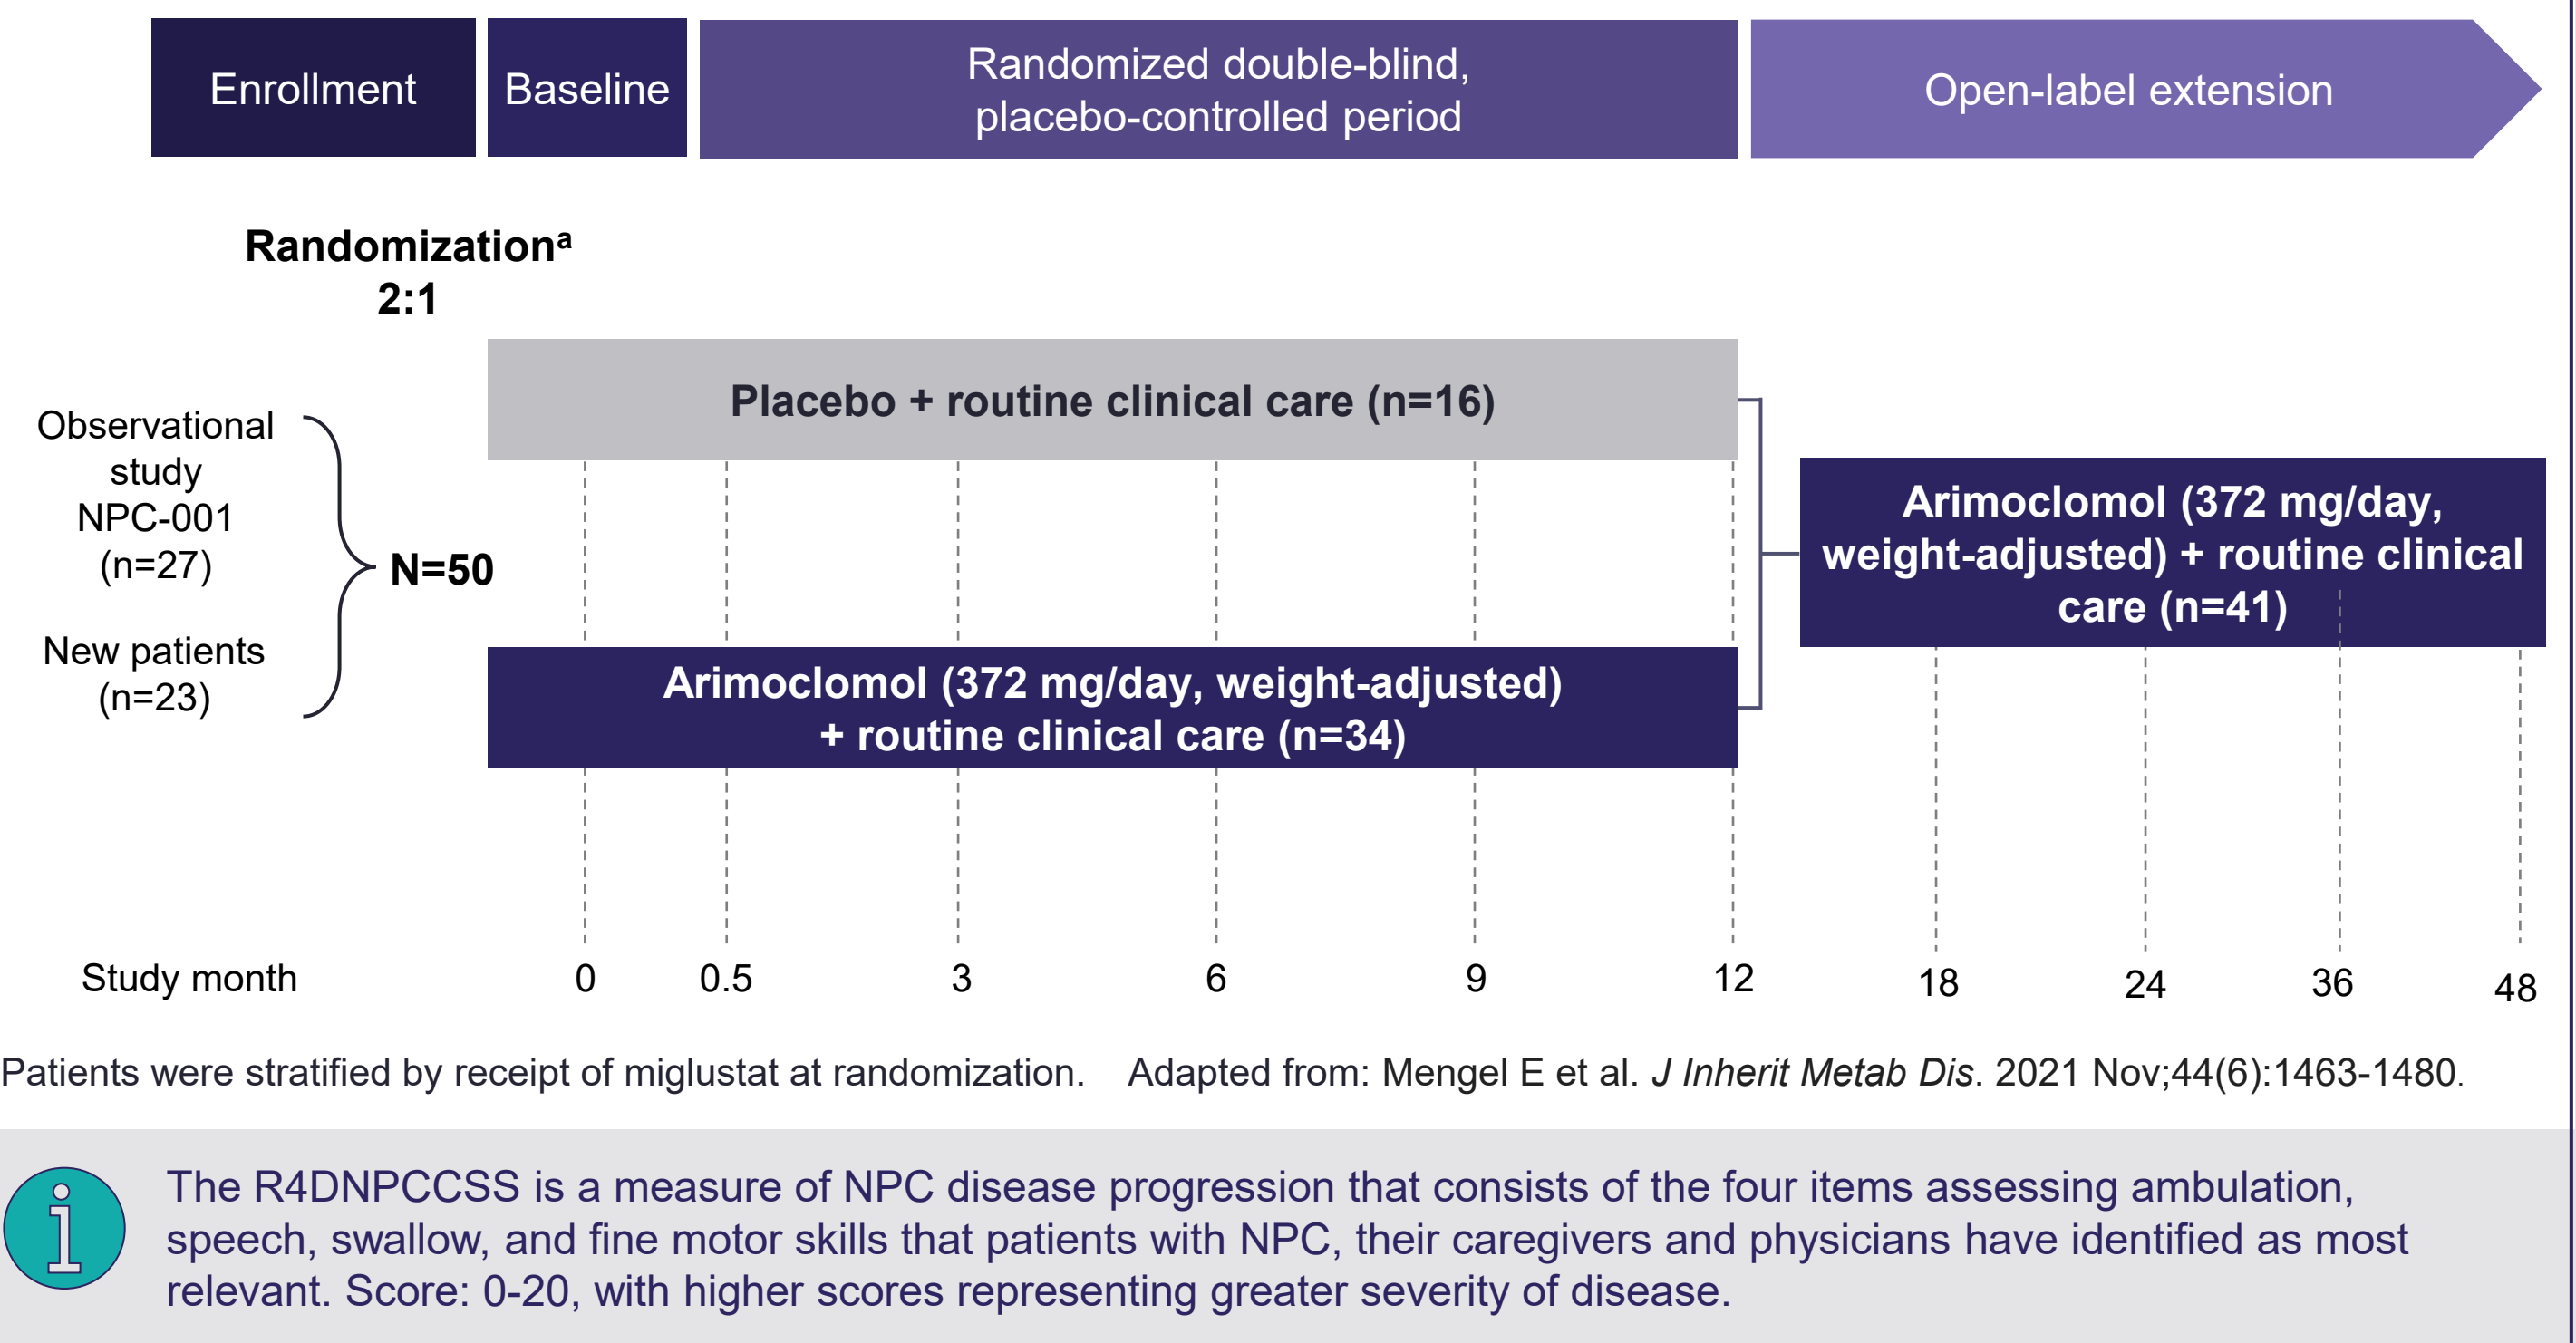 Enrollment
Baseline
Randomized double-blind,
placebo-controlled period
Open-label extension
Randomizationᵃ
2:1
Placebo + routine clinical care (n=16)
Observational
study
NPC-001
(n=27)
N=50
New patients
(n=23)
Arimoclomol (372 mg/day, weight-adjusted)
+ routine clinical care (n=34)
Arimoclomol (372 mg/day,
weight-adjusted) + routine clinical
care (n=41)
Study month 0 0.5 3 6 9 12 18 24 36 48
Patients were stratified by receipt of miglustat at randomization. Adapted from: Mengel E et al. J Inherit Metab Dis. 2021 Nov;44(6):1463-1480.
i
The R4DNPCCSS is a measure of NPC disease progression that consists of the four items assessing ambulation,
speech, swallow, and fine motor skills that patients with NPC, their caregivers and physicians have identified as most
relevant. Score: 0-20, with higher scores representing greater severity of disease.